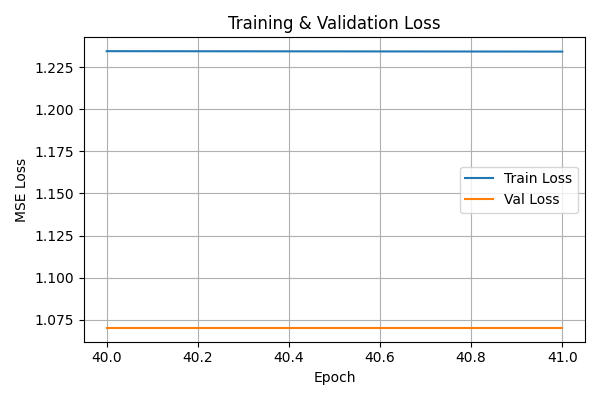 Training & Validation Loss
MSE Loss
1.225
1.200
1.175
1.150
1.125
1.100
1.075
Train Loss
Val Loss
40.0 40.2 40.4 40.6 40.8 41.0
Epoch